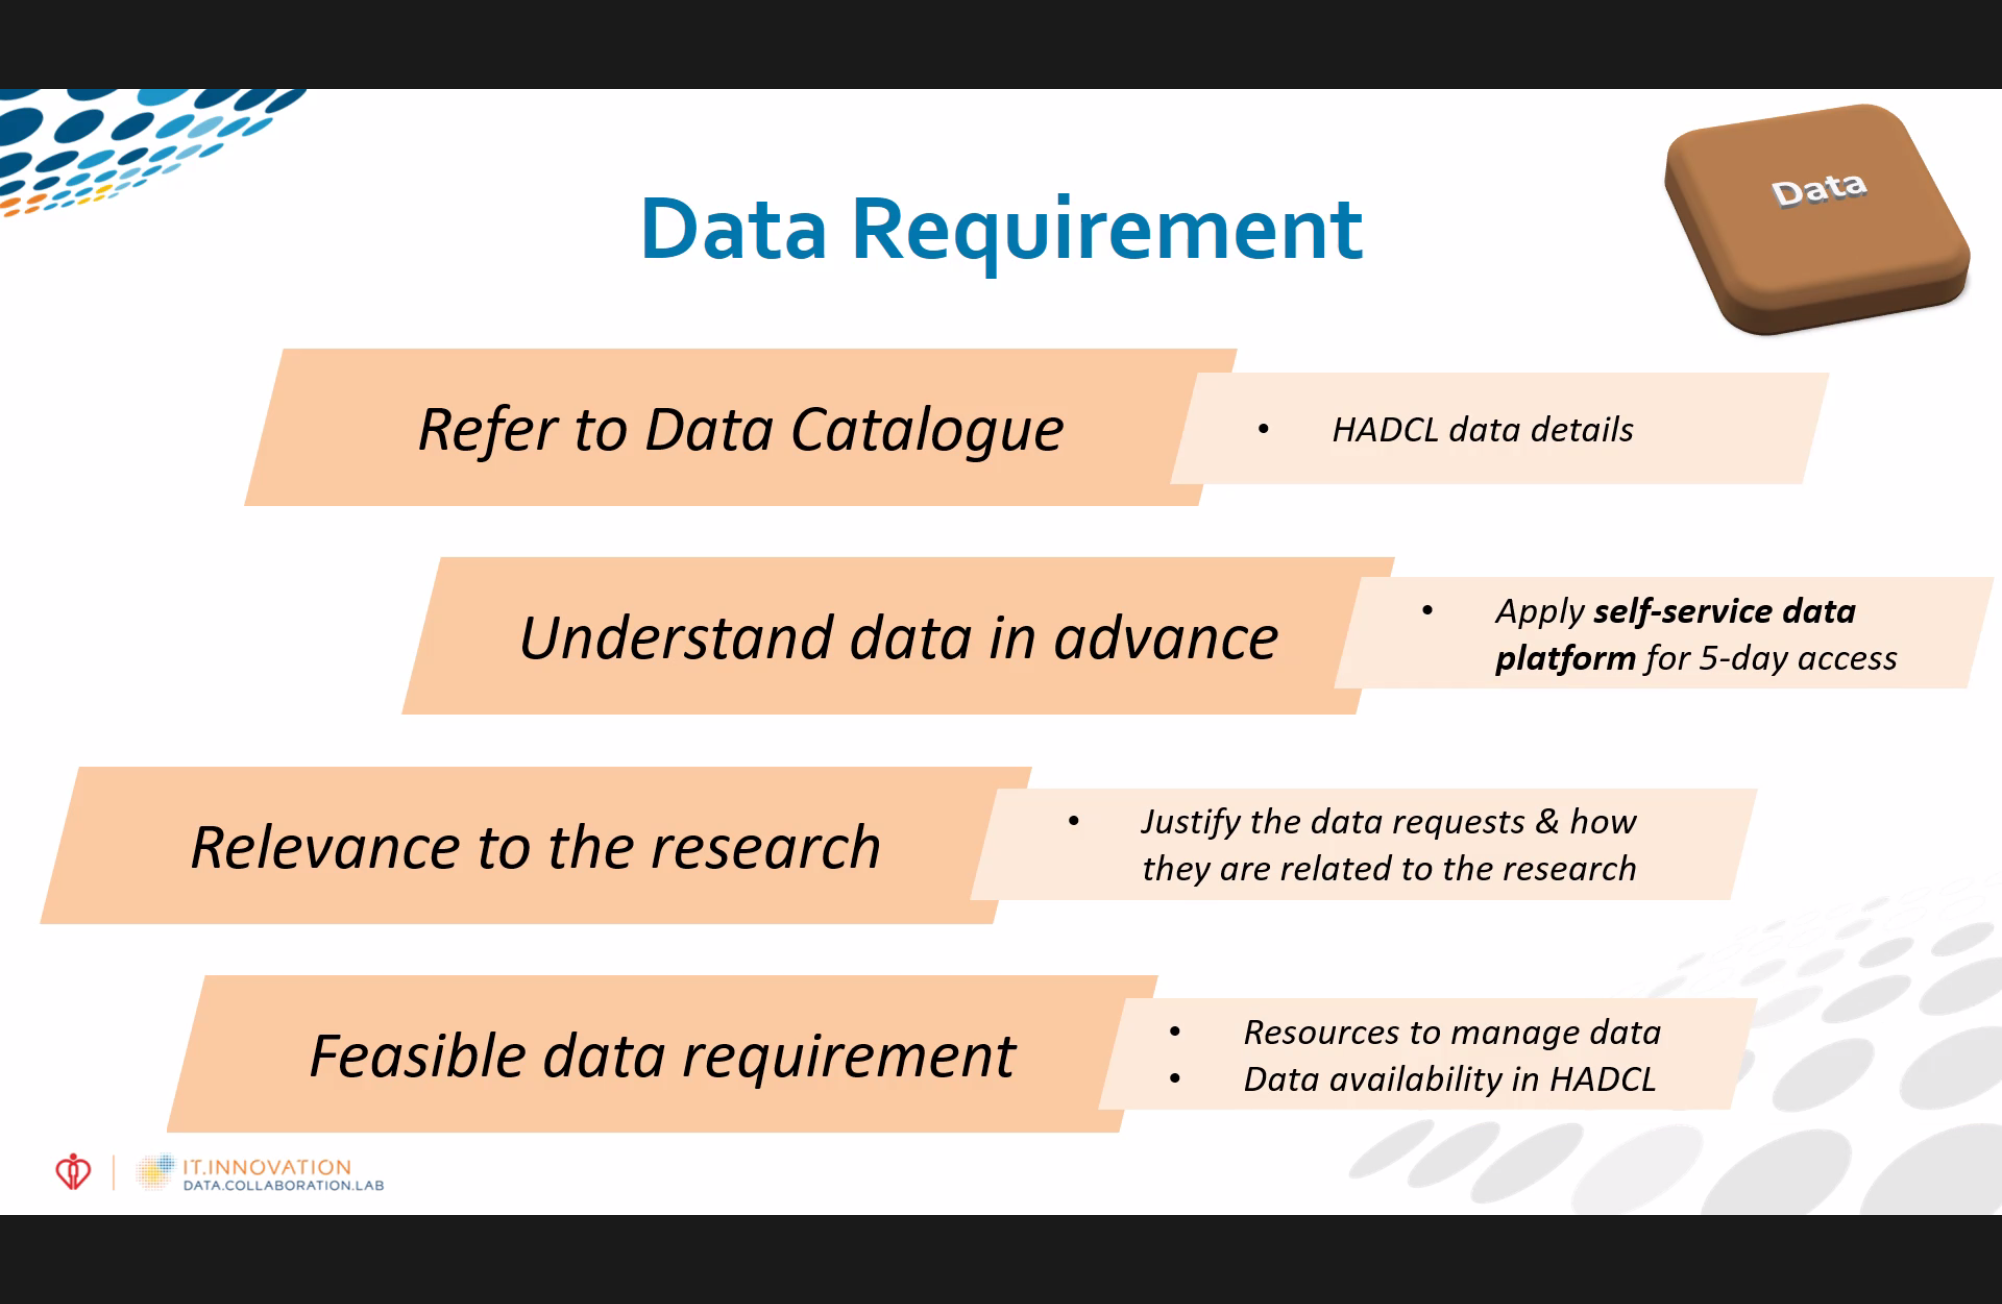 Data
Data Requirement
Refer to Data Catalogue
• HADCL data details
Understand data in advance
• Apply self-service data
platform for 5-day access
Relevance to the research
• Justify the data requests & how
they are related to the research
Feasible data requirement
• Resources to manage data
• Data availability in HADCL
IT.INNOVATION
DATA.COLLABORATION.LAB